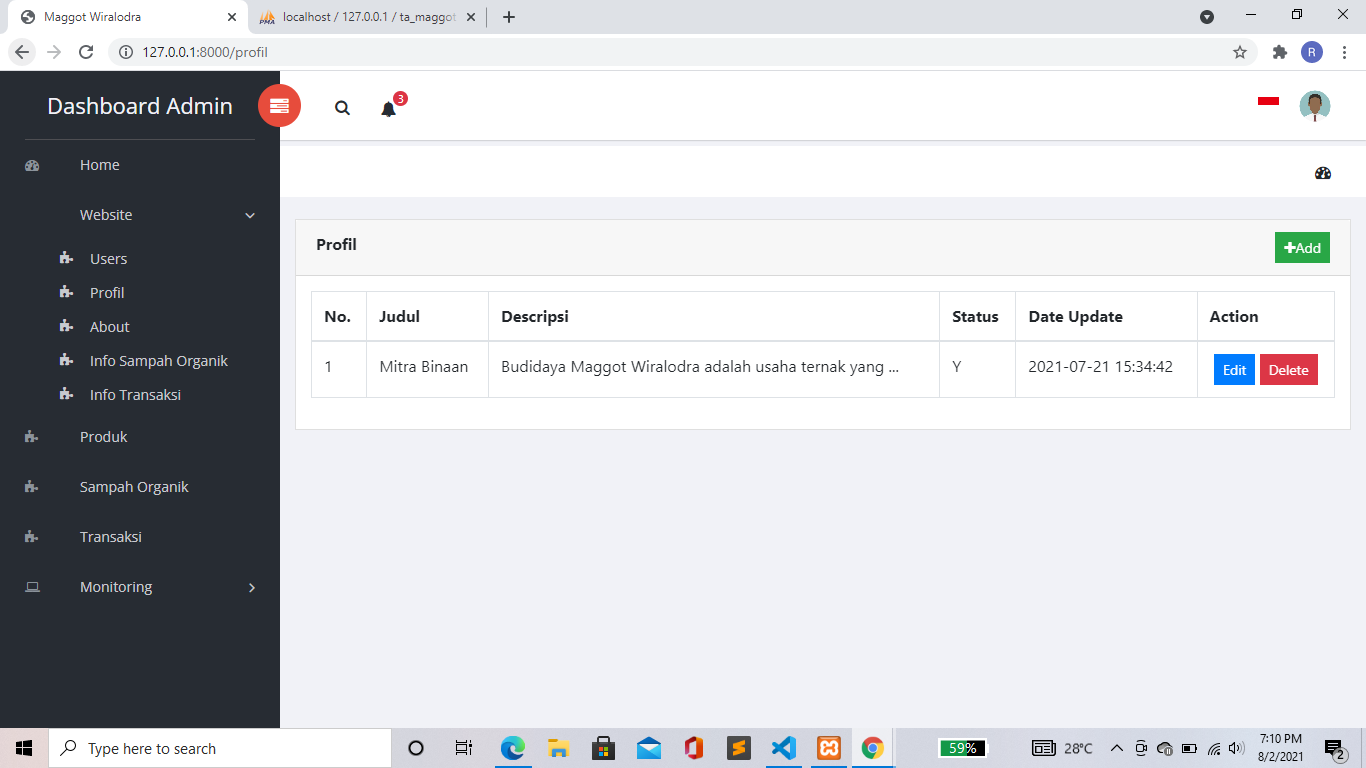 Maggot Wiralodra
localhost / 127.0.0.1 / ta_maggot
127.0.0.1:8000/profil
R
Dashboard Admin
3
Home
Website
Users
Profil
About
Info Sampah Organik
Info Transaksi
Produk
Sampah Organik
Transaksi
Monitoring
Profil
Add
No. Judul Descripsi Status Date Update Action
1 Mitra Binaan Budidaya Maggot Wiralodra adalah usaha ternak yang ... Y 2021-07-21 15:34:42 Edit Delete
Type here to search
59%
28°C
7:10 PM
8/2/2021
2